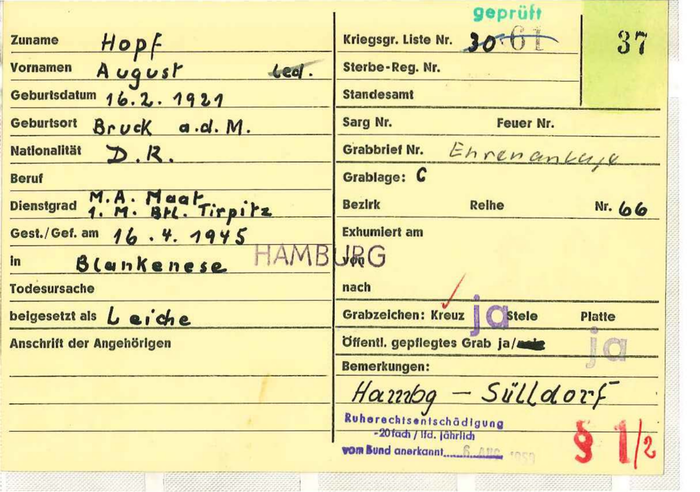 geprüft
Zuname Hopf
Vornamen August led.
Geburtsdatum 16.2. 1921
Geburtsort Bruck a.d.M.
Nationalität D.R.
Beruf
Dienstgrad M.A. Maat
1. M. Btl. Tirpitz
Gest./Gef. am 16.4.1945
in Blankenese HAMBURG
Todesursache
beigesetzt als Leiche
Anschrift der Angehörigen
Kriegsgr. Liste Nr. 30 61
37
Sterbe-Reg. Nr.
Standesamt
Sarg Nr. Feuer Nr.
Grabbrief Nr. Ehrenanlage
Grablage: C
Bezirk Reihe Nr. 66
Exhumiert am
von
nach
Grabzeichen: Kreuz ja Stele Platte
Öffentl. gepflegtes Grab ja/ ja
Bemerkungen:
Hambg - Sülldorf
Ruherechtsentschädigung
-20fach / lfd. jährlich
vom Bund anerkannt 6. AUG.
§ 1/2